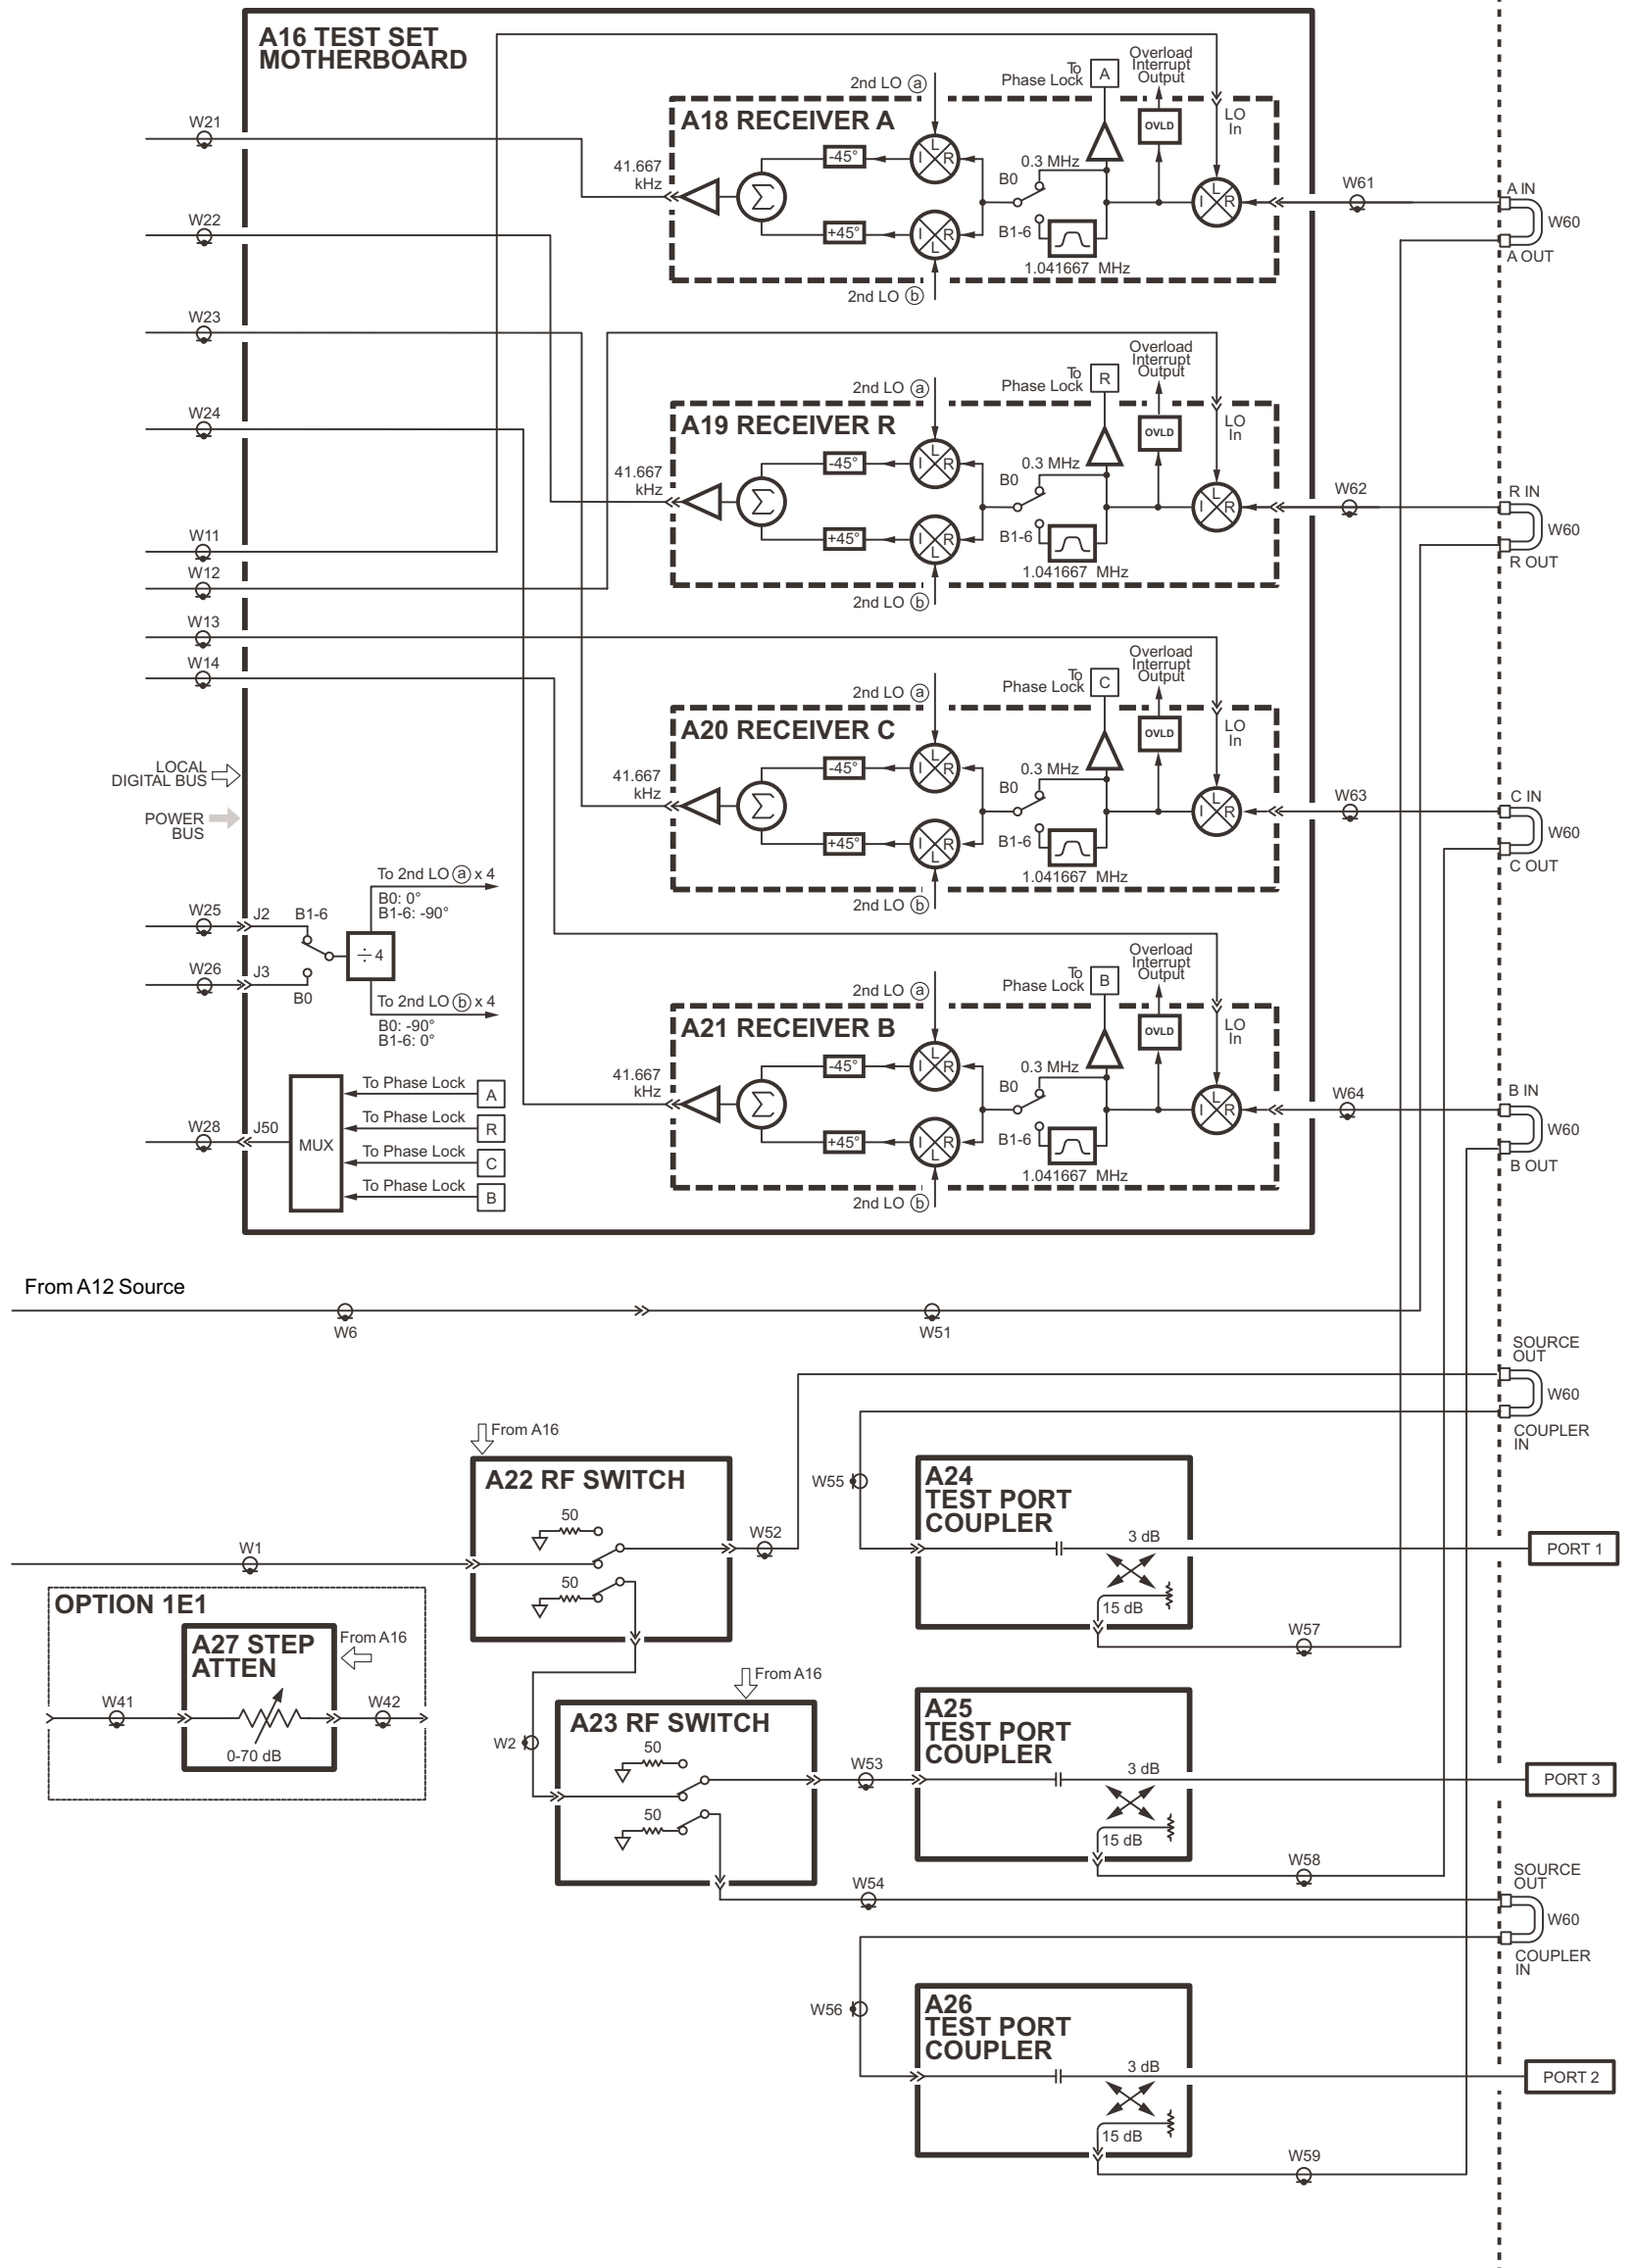 A16 TEST SET
MOTHERBOARD
W21
W22
W23
W24
W11
W12
W13
W14
LOCAL
DIGITAL BUS
POWER
BUS
W25
J2
B1-6
W26
J3
B0
÷4
To 2nd LO a x 4
B0: 0°
B1-6: -90°
To 2nd LO b x 4
B0: -90°
B1-6: 0°
W28
J50
MUX
To Phase Lock
A
To Phase Lock
R
To Phase Lock
C
To Phase Lock
B
A18 RECEIVER A
2nd LO a
To
Phase Lock
A
Overload
Interrupt
Output
OVLD
LO
In
41.667
kHz
Σ
-45°
+45°
I L R
I L R
B0
0.3 MHz
B1-6
1.041667 MHz
I L R
2nd LO b
W61
A IN
W60
A OUT
A19 RECEIVER R
2nd LO a
To
Phase Lock
R
Overload
Interrupt
Output
OVLD
LO
In
41.667
kHz
Σ
-45°
+45°
I L R
I L R
B0
0.3 MHz
B1-6
1.041667 MHz
I L R
2nd LO b
W62
R IN
W60
R OUT
A20 RECEIVER C
2nd LO a
To
Phase Lock
C
Overload
Interrupt
Output
OVLD
LO
In
41.667
kHz
Σ
-45°
+45°
I L R
I L R
B0
0.3 MHz
B1-6
1.041667 MHz
I L R
2nd LO b
W63
C IN
W60
C OUT
A21 RECEIVER B
2nd LO a
To
Phase Lock
B
Overload
Interrupt
Output
OVLD
LO
In
41.667
kHz
Σ
-45°
+45°
I L R
I L R
B0
0.3 MHz
B1-6
1.041667 MHz
I L R
2nd LO b
W64
B IN
W60
B OUT
From A12 Source
W6
W51
SOURCE
OUT
W60
COUPLER
IN
From A16
A22 RF SWITCH
50
50
W1
W52
W55
A24
TEST PORT
COUPLER
3 dB
15 dB
PORT 1
W57
OPTION 1E1
A27 STEP
ATTEN
From A16
W41
W42
0-70 dB
From A16
W2
A23 RF SWITCH
50
50
W53
W54
A25
TEST PORT
COUPLER
3 dB
15 dB
PORT 3
W58
SOURCE
OUT
W60
COUPLER
IN
W56
A26
TEST PORT
COUPLER
3 dB
15 dB
PORT 2
W59